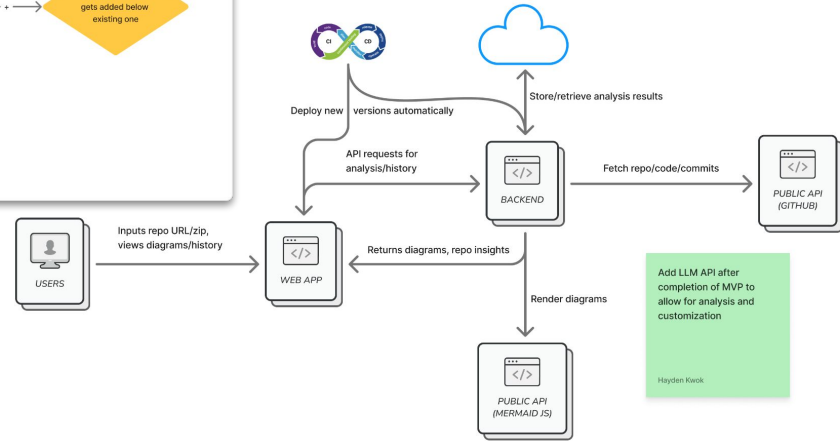 +
gets added below
existing one
CI
CD
Deploy new versions automatically
Store/retrieve analysis results
API requests for
analysis/history
</>
BACKEND
Fetch repo/code/commits
</>
PUBLIC API
(GITHUB)
USERS
Inputs repo URL/zip,
views diagrams/history
</>
WEB APP
Returns diagrams, repo insights
Render diagrams
</>
PUBLIC API
(MERMAID JS)
Add LLM API after
completion of MVP to
allow for analysis and
customization
Hayden Kwok